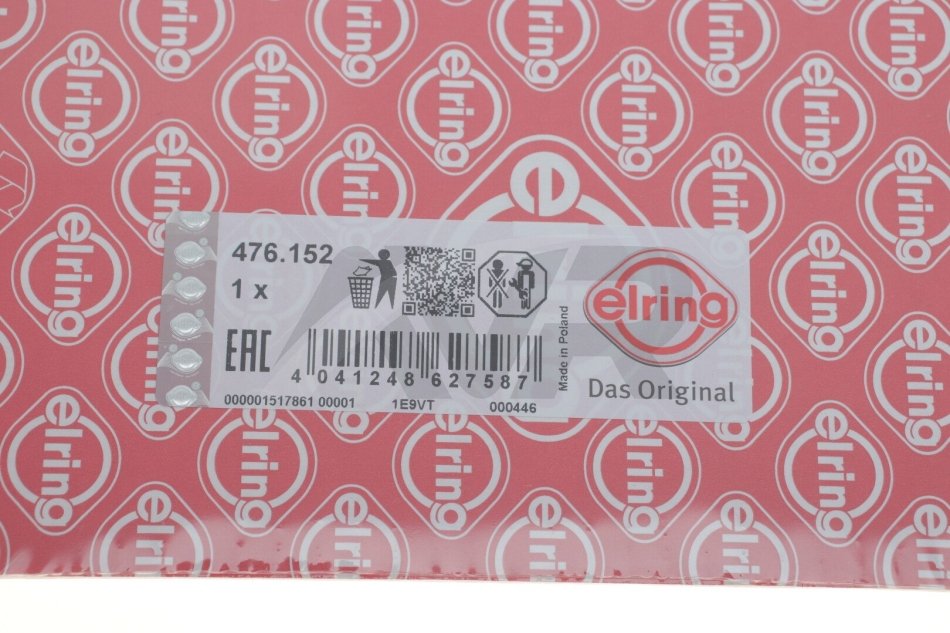 476.152
1 x
EAC
4 041248 627587
000001517861 00001 1E9VT 000446
Made in Poland
elring
Das Original